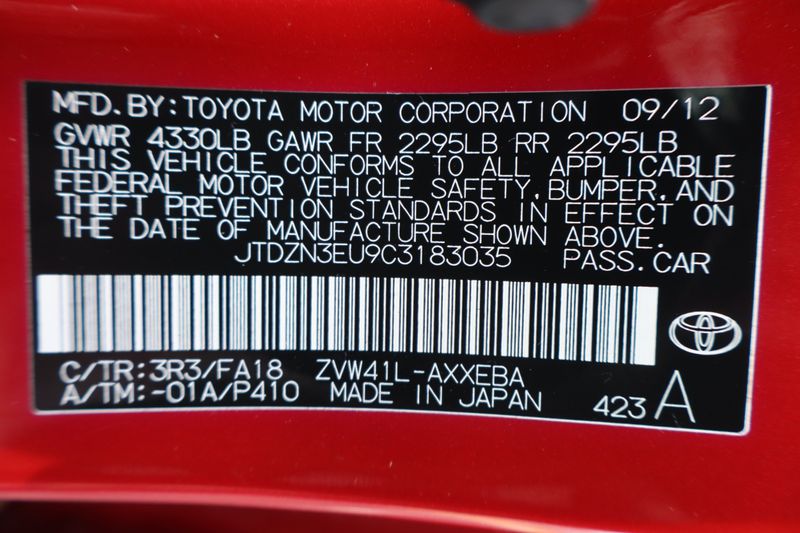 MFD. BY: TOYOTA MOTOR CORPORATION 09/12
GVWR 4330LB GAWR FR 2295LB RR 2295LB
THIS VEHICLE CONFORMS TO ALL APPLICABLE
FEDERAL MOTOR VEHICLE SAFETY, BUMPER, AND
THEFT PREVENTION STANDARDS IN EFFECT ON
THE DATE OF MANUFACTURE SHOWN ABOVE.
JTDZN3EU9C3183035 PASS. CAR
C/TR: 3R3/FA18 ZVW41L-AXXEBA
A/TM: -01A/P410 MADE IN JAPAN 423 A